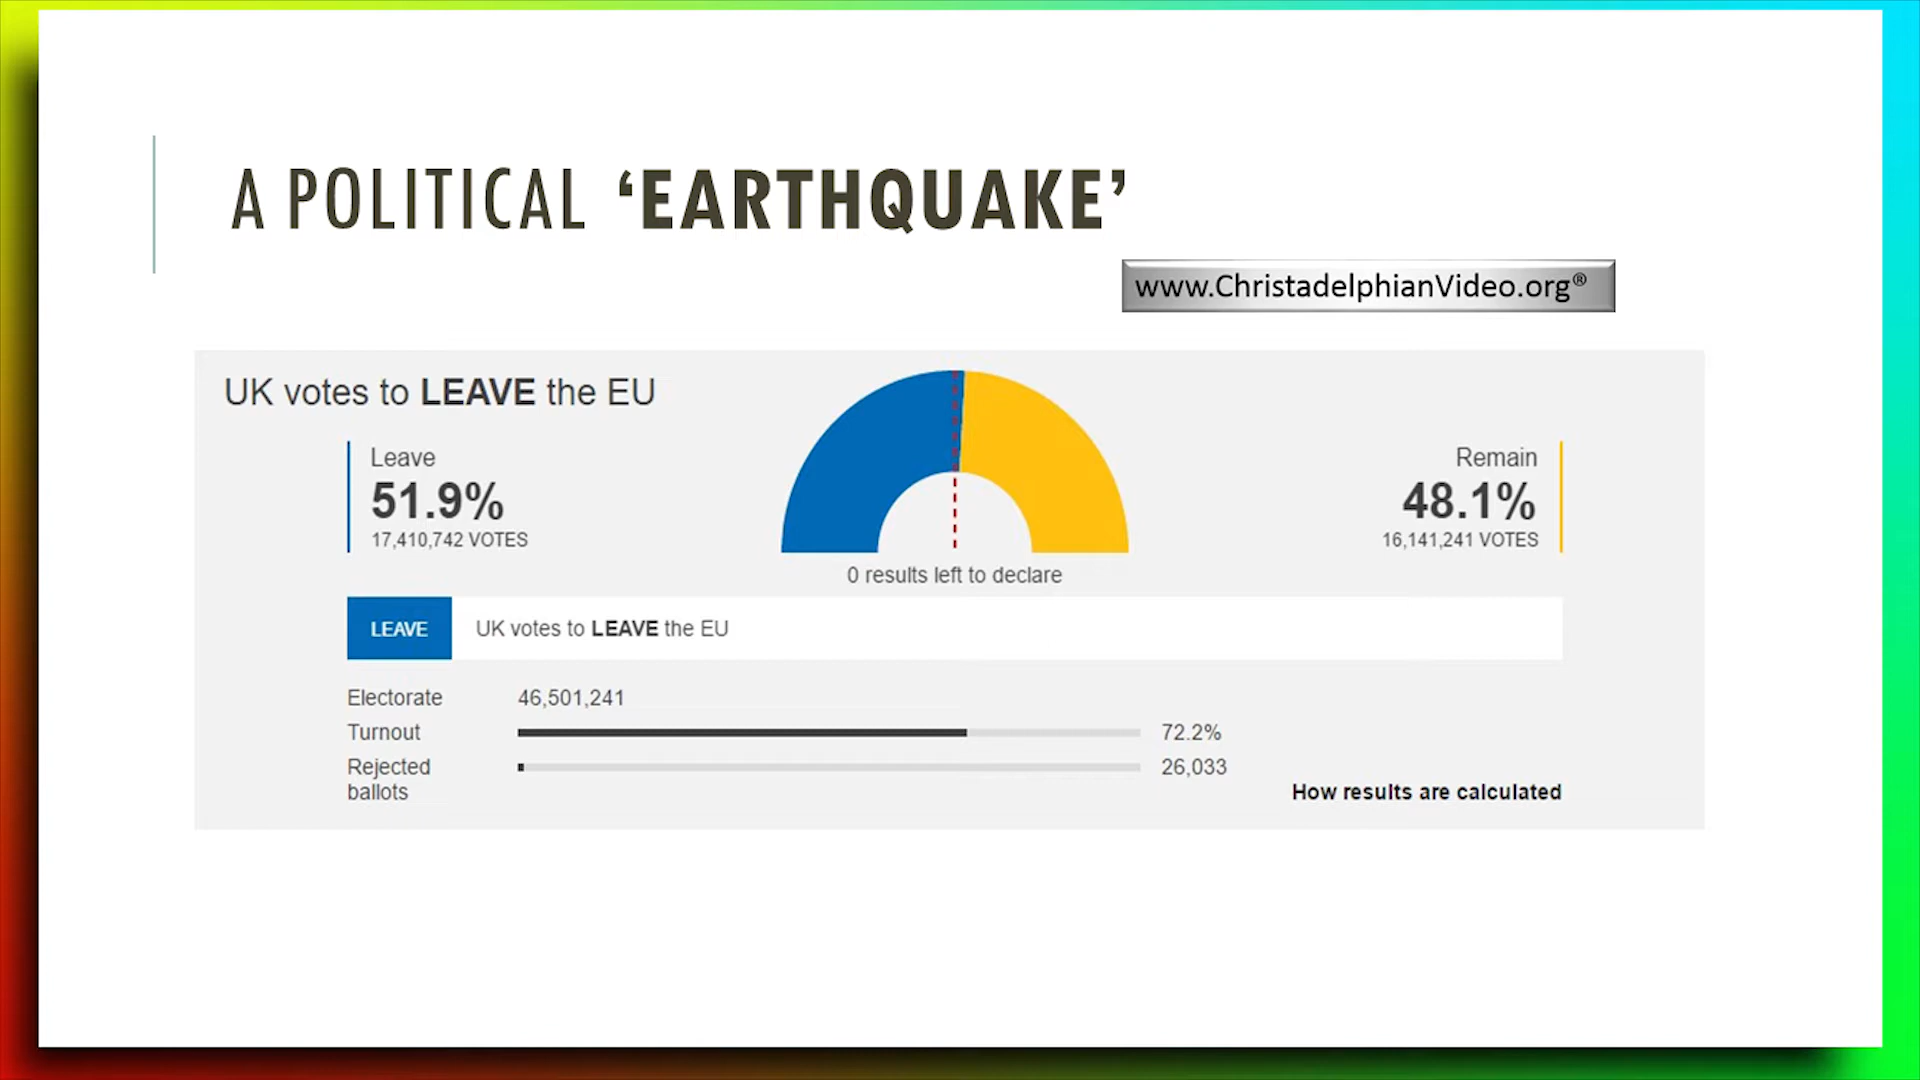 A POLITICAL ‘EARTHQUAKE’
www.ChristadelphianVideo.org®
UK votes to LEAVE the EU
Leave
51.9%
17,410,742 VOTES
Remain
48.1%
16,141,241 VOTES
0 results left to declare
LEAVE UK votes to LEAVE the EU
Electorate 46,501,241
Turnout 72.2%
Rejected ballots 26,033
How results are calculated